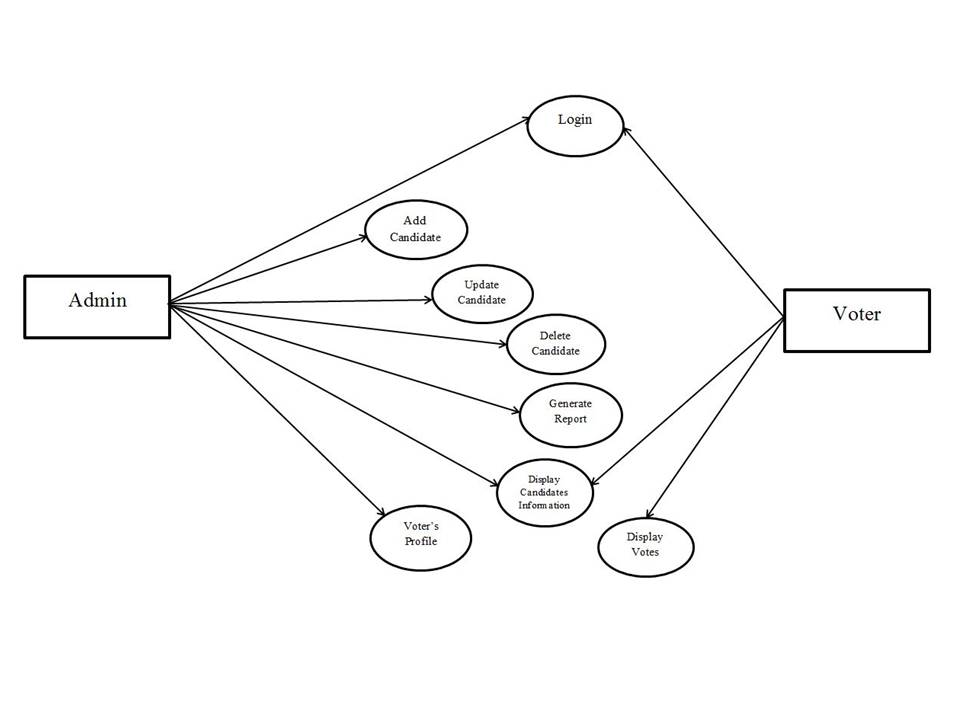 Login
Add
Candidate
Admin
Update
Candidate
Voter
Delete
Candidate
Generate
Report
Display
Candidates
Information
Voter's
Profile
Display
Votes